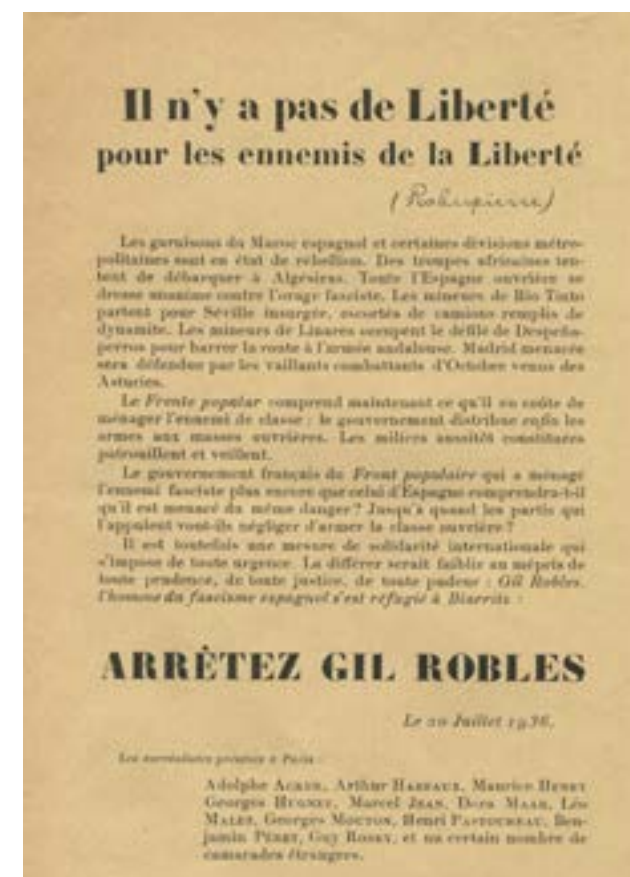 Il n'y a pas de Liberté
pour les ennemis de la Liberté
(Robespierre)
Les garnisons du Maroc espagnol et certaines divisions métro-
politaines sont en état de rébellion. Des troupes africaines ten-
tent de débarquer à Algésiras. Toute l'Espagne ouvrière se
dresse unanime contre l'orage fasciste. Les mineurs de Rio Tinto
partent pour Séville insurgée, escortés de camions remplis de
dynamite. Les mineurs de Linares occupent le défilé de Despeña-
perros pour barrer la route à l'armée andalouse. Madrid menacée
sera défendue par les vaillants combattants d'Octobre venus des
Asturies.
Le Frente popular comprend maintenant ce qu'il en coûte de
ménager l'ennemi de classe : le gouvernement distribue enfin les
armes aux masses ouvrières. Les milices aussitôt constituées
patrouillent et veillent.
Le gouvernement français du Front populaire qui a ménagé
l'ennemi fasciste plus encore que celui d'Espagne comprendra-t-il
qu'il est menacé du même danger ? Jusqu'à quand les partis qui
l'appuient vont-ils négliger d'armer la classe ouvrière ?
Il est toutefois une mesure de solidarité internationale qui
s'impose de toute urgence. La différer serait faiblir au mépris de
toute prudence, de toute justice, de toute pudeur : Gil Robles,
l'homme du fascisme espagnol s'est réfugié à Biarritz :
ARRÊTEZ GIL ROBLES
Le 20 Juillet 1936.
Les surréalistes présents à Paris :
Adolphe Acker, Arthur Harfaux, Maurice Henry
Georges Hugnet, Marcel Jean, Dora Maar, Léo
Malet, Georges Mouton, Henri Pastoureau, Ben-
jamin Péret, Guy Rosey, et un certain nombre de
camarades étrangers.